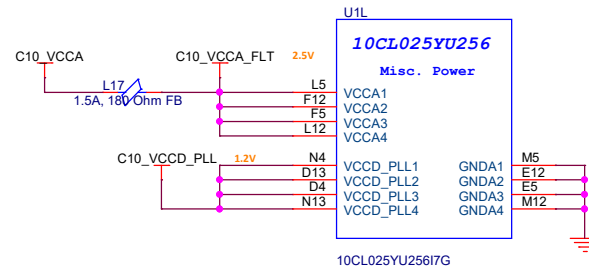 U1L
10CL025YU256
Misc. Power
C10_VCCA
C10_VCCA_FLT
2.5V
L17
1.5A, 180 Ohm FB
L5
VCCA1
F12
VCCA2
F5
VCCA3
L12
VCCA4
C10_VCCD_PLL
1.2V
N4
VCCD_PLL1
GNDA1
M5
D13
VCCD_PLL2
GNDA2
E12
D4
VCCD_PLL3
GNDA3
E5
N13
VCCD_PLL4
GNDA4
M12
10CL025YU256I7G